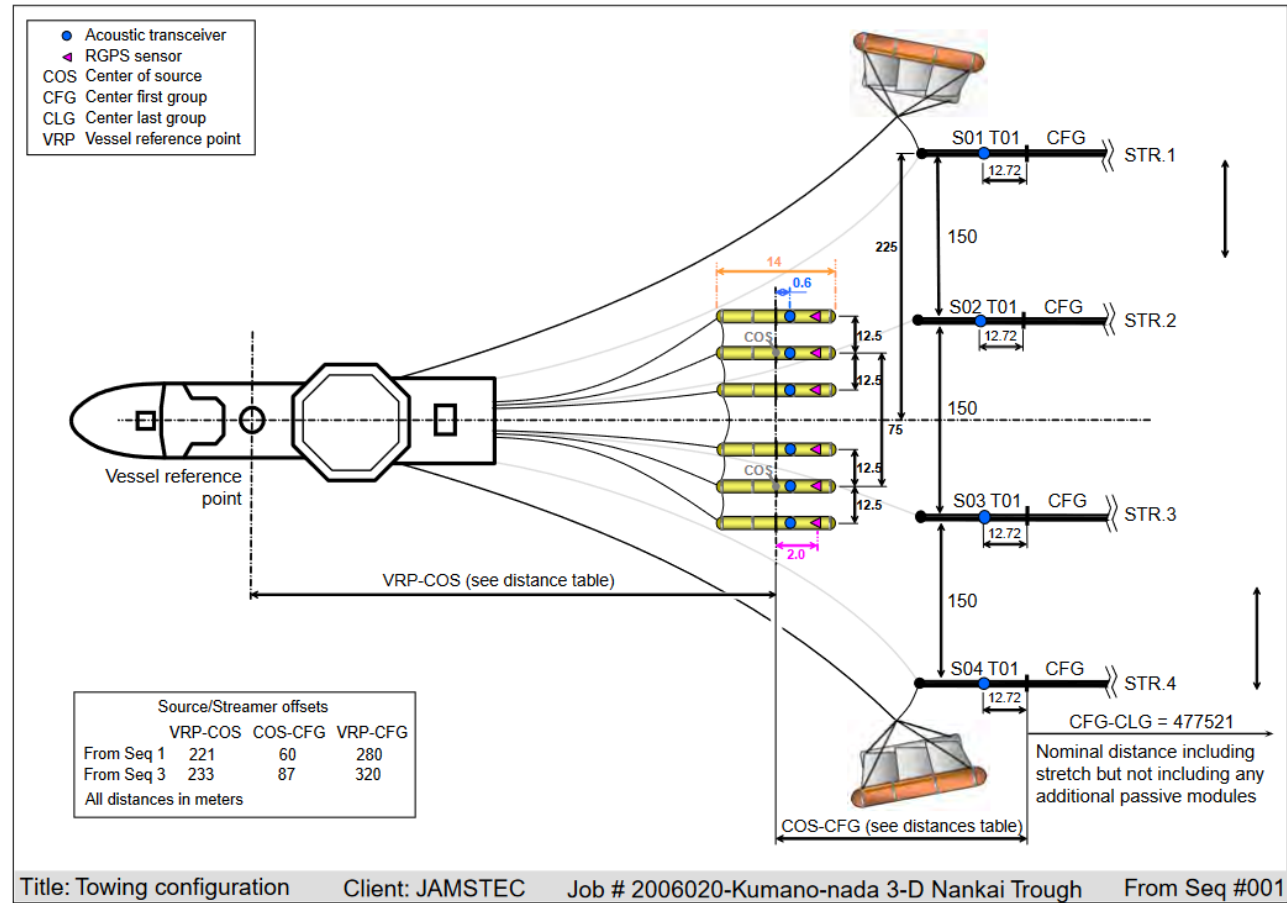 Acoustic transceiver
RGPS sensor
COS Center of source
CFG Center first group
CLG Center last group
VRP Vessel reference point
S01 T01 CFG
STR.1
12.72
150
225
14
0.6
S02 T01 CFG
STR.2
12.72
12.5
COS
12.5
150
75
Vessel reference
point
12.5
COS
12.5
S03 T01 CFG
STR.3
12.72
2.0
VRP-COS (see distance table)
150
S04 T01 CFG
STR.4
12.72
CFG-CLG = 477521
Nominal distance including
stretch but not including any
additional passive modules
Source/Streamer offsets
VRP-COS COS-CFG VRP-CFG
From Seq 1 221 60 280
From Seq 3 233 87 320
All distances in meters
COS-CFG (see distances table)
Title: Towing configuration Client: JAMSTEC Job # 2006020-Kumano-nada 3-D Nankai Trough From Seq #001